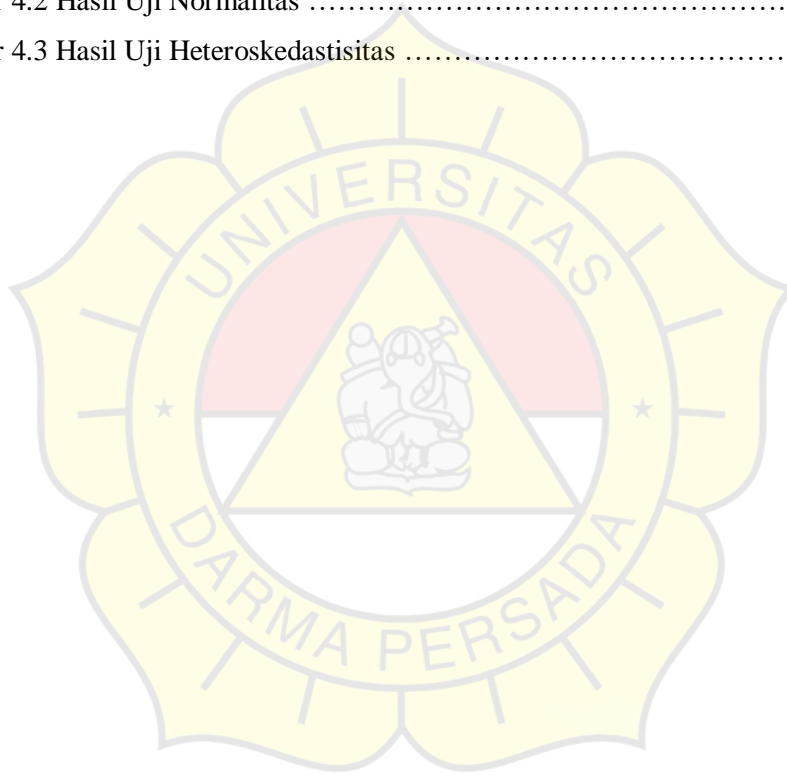 r 4.2 Hasil Uji Normalitas ………………………………………….
r 4.3 Hasil Uji Heteroskedastisitas …………………………………
UNIVERSITAS
DARMA PERSADA